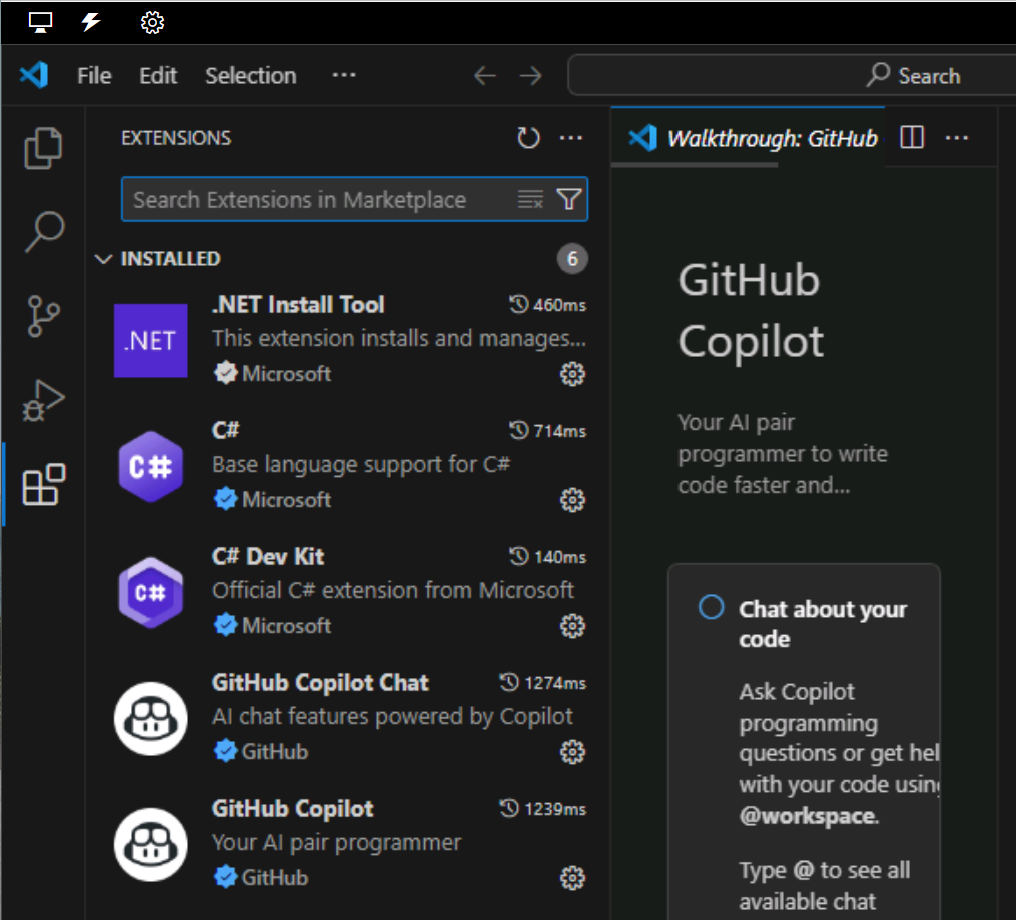 File Edit Selection ··· Search
EXTENSIONS
Search Extensions in Marketplace
INSTALLED 6
.NET
.NET Install Tool 460ms
This extension installs and manages...
Microsoft
C#
C# 714ms
Base language support for C#
Microsoft
C#
C# Dev Kit 140ms
Official C# extension from Microsoft
Microsoft
GitHub Copilot Chat 1274ms
AI chat features powered by Copilot
GitHub
GitHub Copilot 1239ms
Your AI pair programmer
GitHub
Walkthrough: GitHub
GitHub
Copilot
Your AI pair
programmer to write
code faster and...
Chat about your
code
Ask Copilot
programming
questions or get hel
with your code using
@workspace.
Type @ to see all
available chat